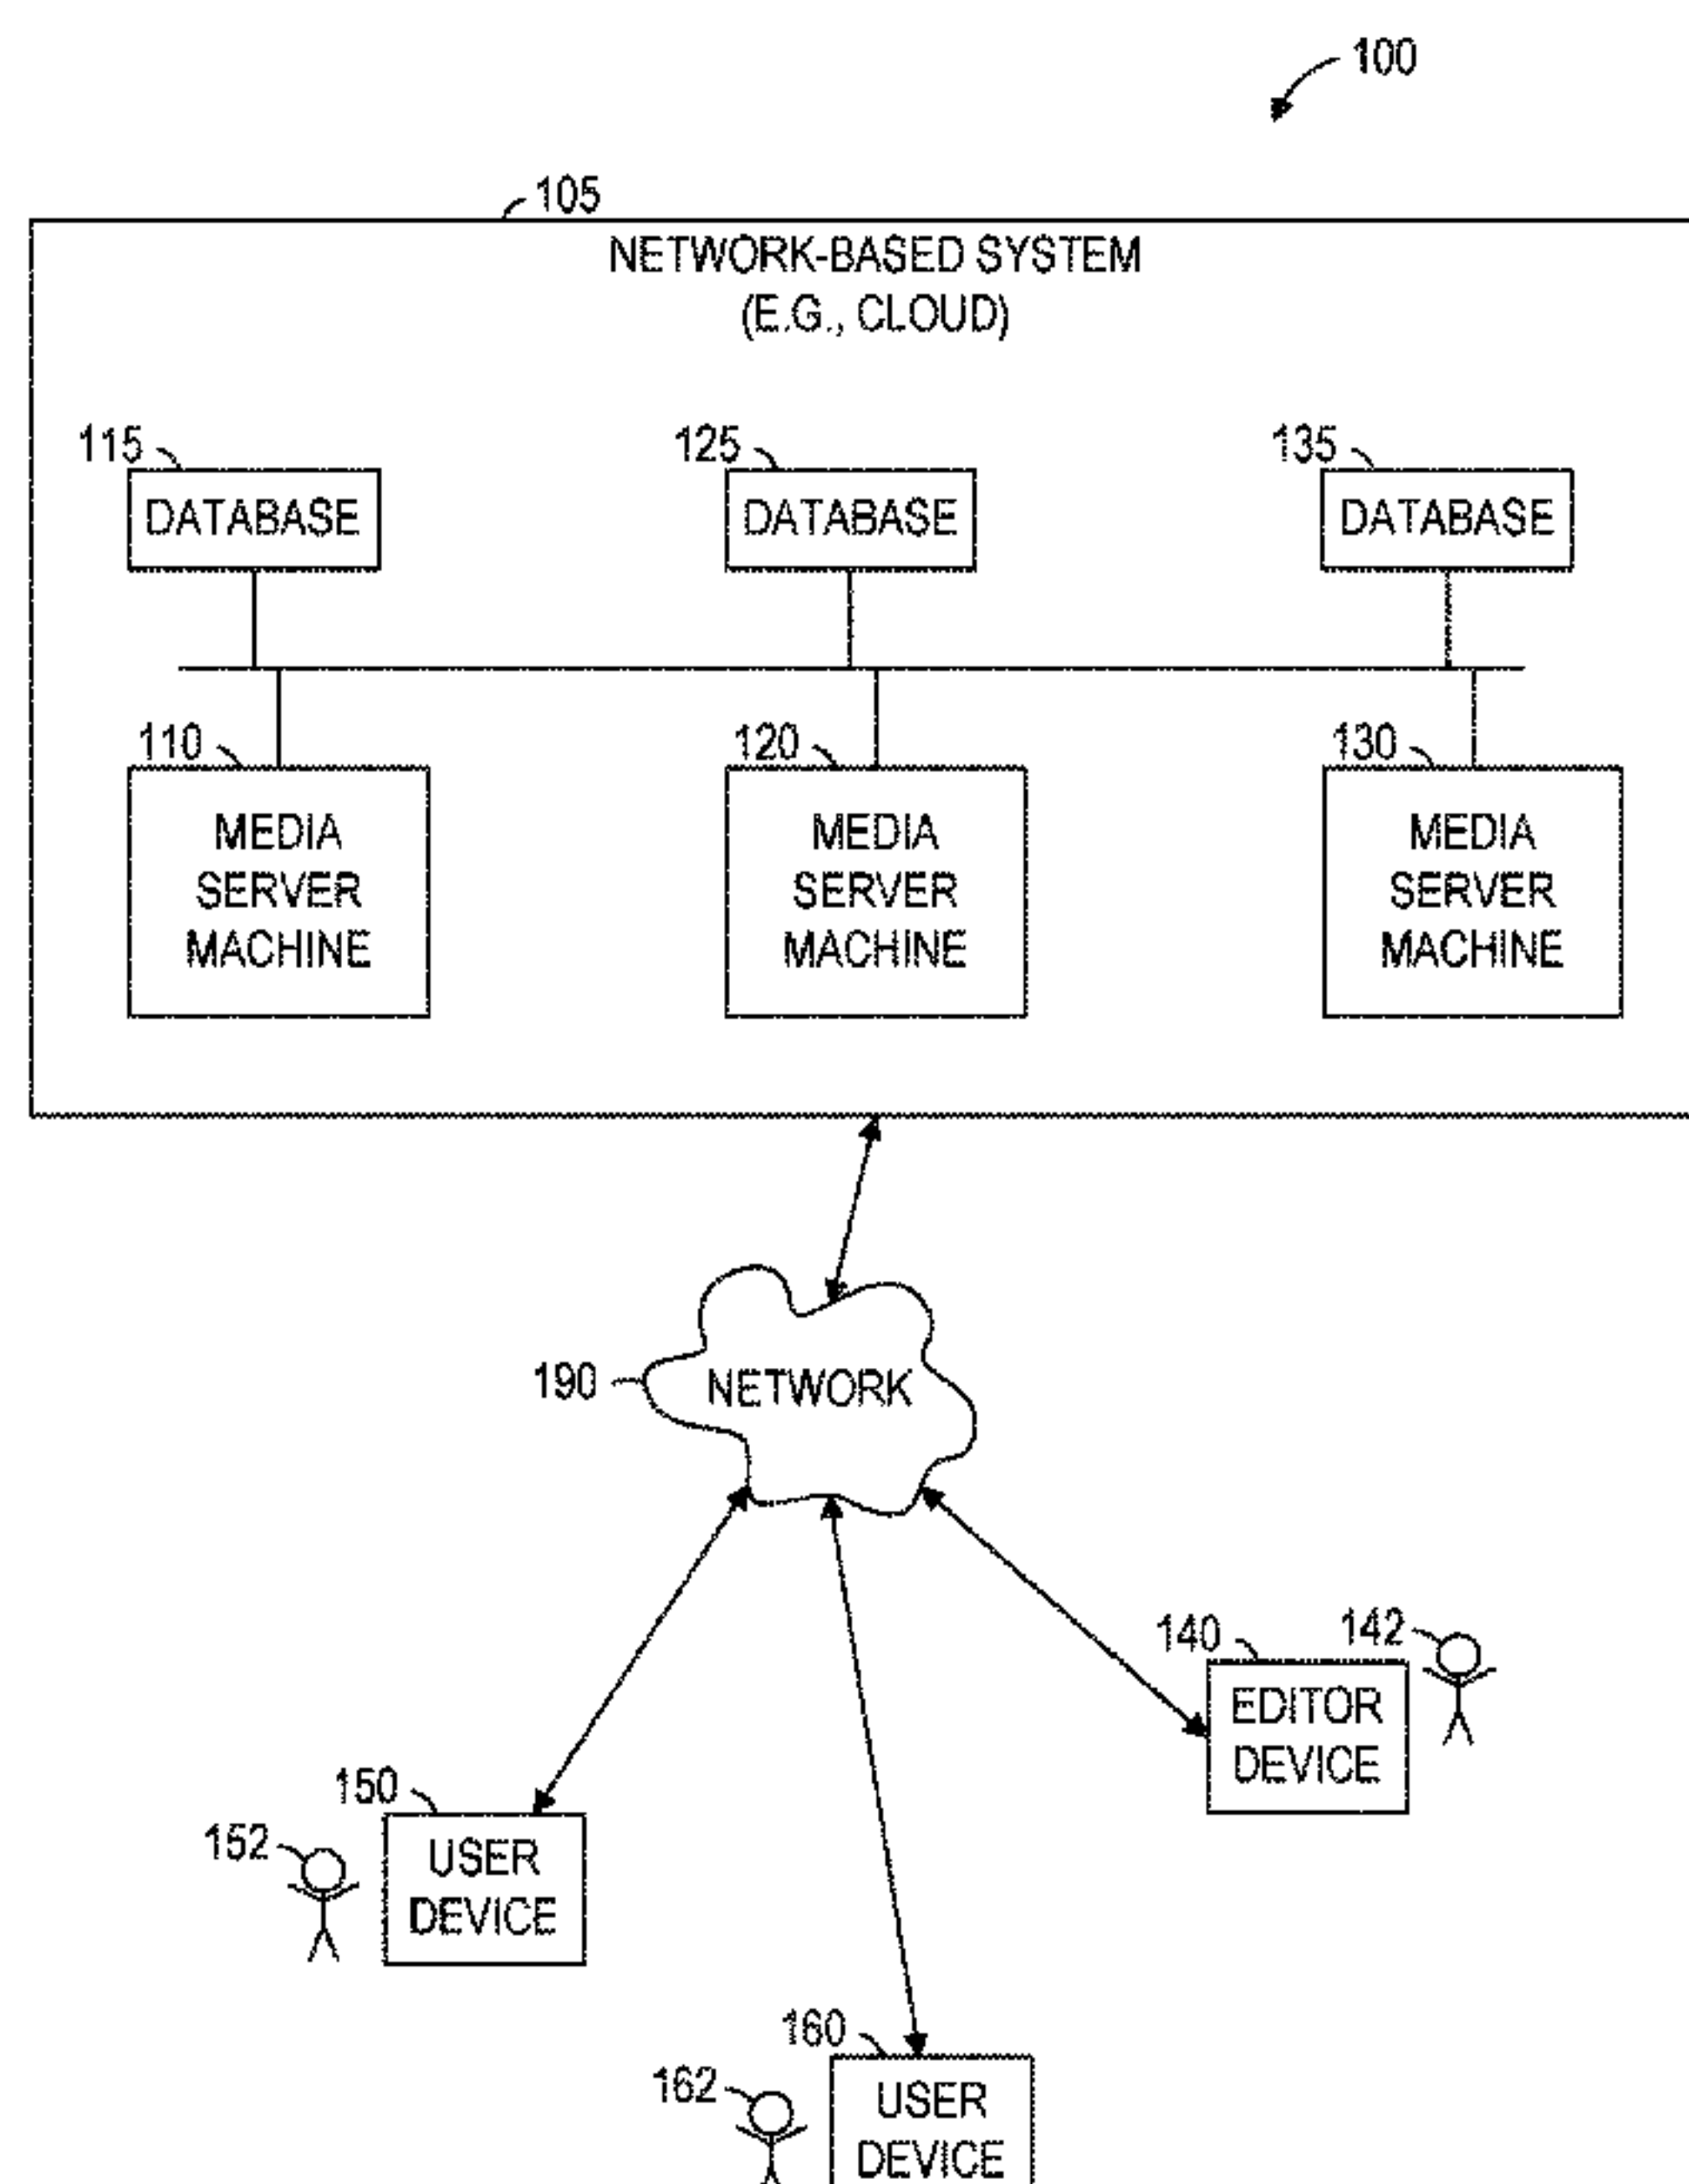 100
105
NETWORK-BASED SYSTEM
(E.G., CLOUD)
115
125
135
DATABASE
DATABASE
DATABASE
110
120
130
MEDIA
SERVER
MACHINE
MEDIA
SERVER
MACHINE
MEDIA
SERVER
MACHINE
190
NETWORK
140
142
EDITOR
DEVICE
150
152
USER
DEVICE
160
162
USER
DEVICE